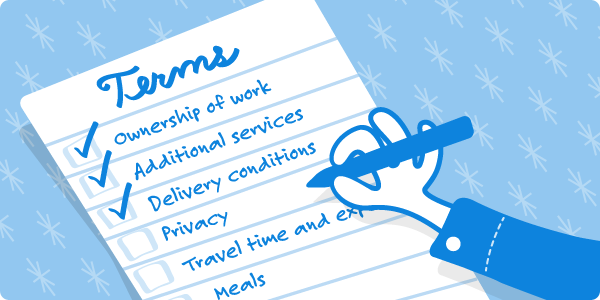 Terms
Ownership of work
Additional services
Delivery conditions
Privacy
Travel time and
Meals